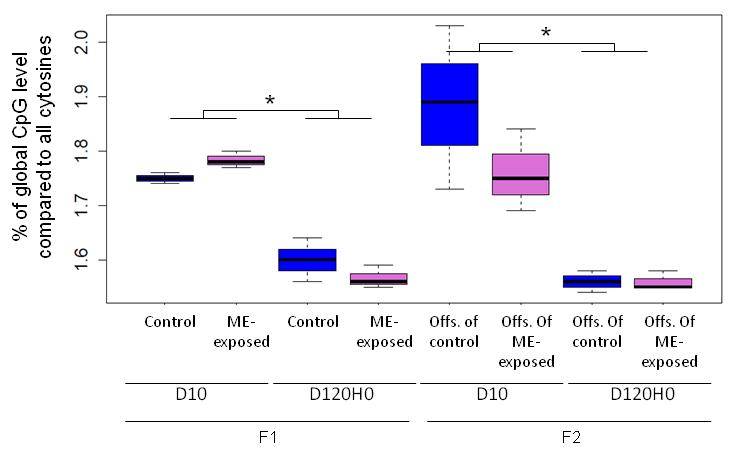 % of global CpG level
compared to all cytosines
2.0
1.9
1.8
1.7
1.6
*
*
Control
ME-
exposed
Control
ME-
exposed
Offs. of
control
Offs. Of
ME-
exposed
Offs. of
control
Offs. Of
ME-
exposed
D10
D120H0
D10
D120H0
F1
F2